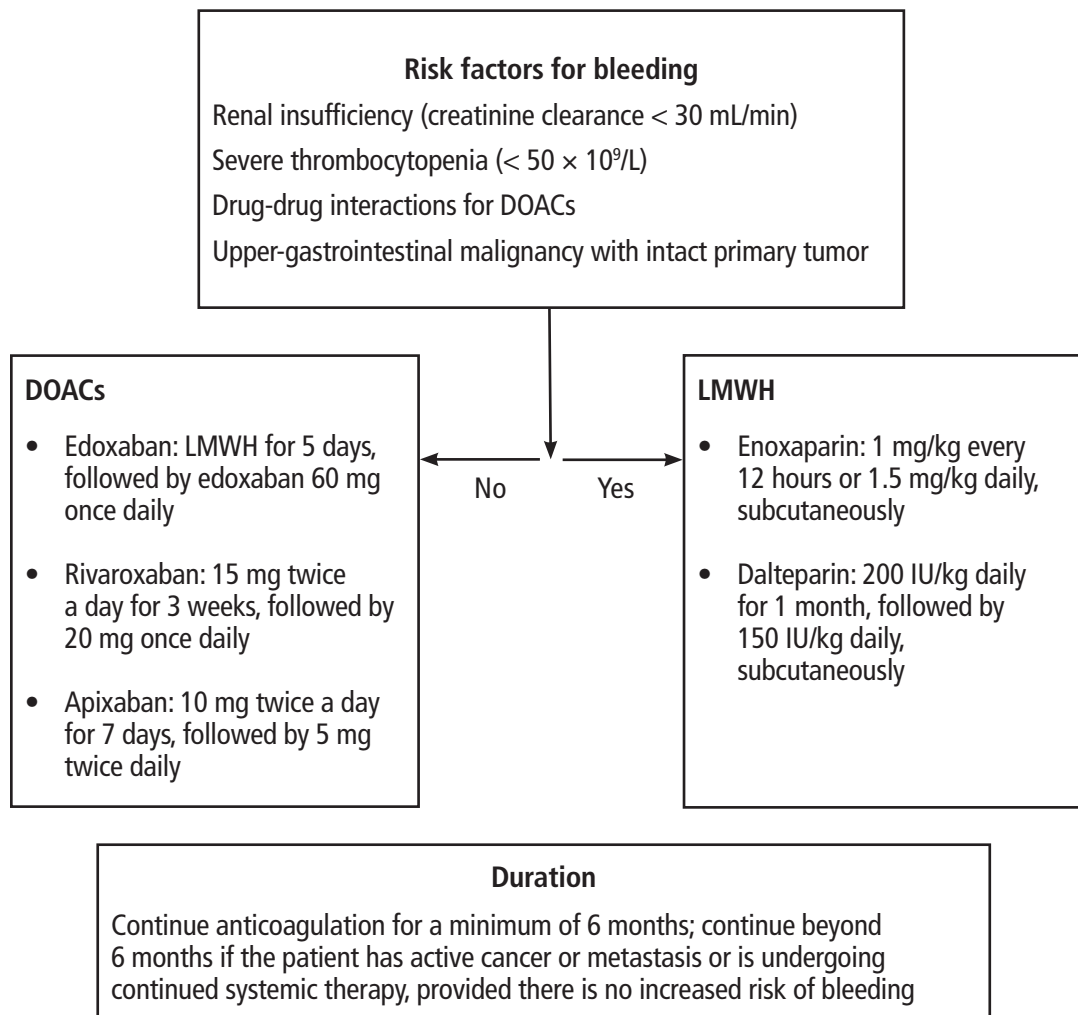 Risk factors for bleeding
Renal insufficiency (creatinine clearance < 30 mL/min)
Severe thrombocytopenia (< 50 × 10⁹/L)
Drug-drug interactions for DOACs
Upper-gastrointestinal malignancy with intact primary tumor
DOACs
• Edoxaban: LMWH for 5 days,
followed by edoxaban 60 mg
once daily
• Rivaroxaban: 15 mg twice
a day for 3 weeks, followed by
20 mg once daily
• Apixaban: 10 mg twice a day
for 7 days, followed by 5 mg
twice daily
No
Yes
LMWH
• Enoxaparin: 1 mg/kg every
12 hours or 1.5 mg/kg daily,
subcutaneously
• Dalteparin: 200 IU/kg daily
for 1 month, followed by
150 IU/kg daily,
subcutaneously
Duration
Continue anticoagulation for a minimum of 6 months; continue beyond
6 months if the patient has active cancer or metastasis or is undergoing
continued systemic therapy, provided there is no increased risk of bleeding